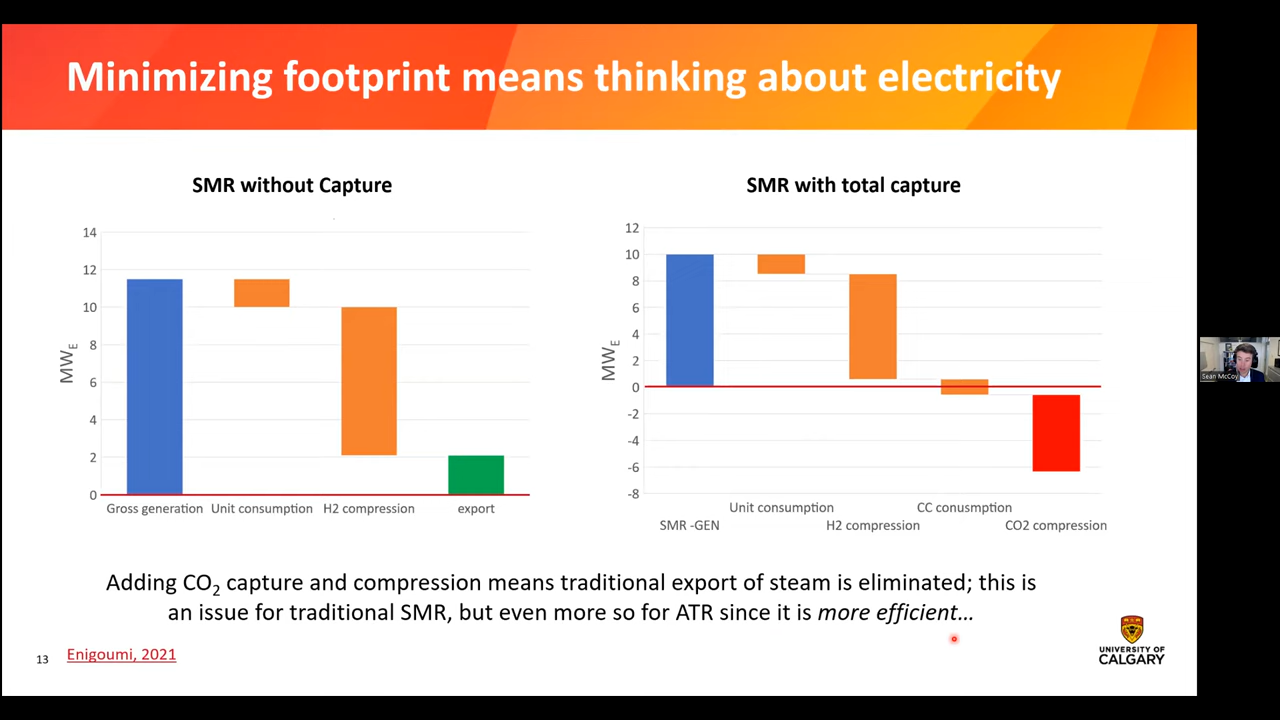 Minimizing footprint means thinking about electricity
SMR without Capture
14
12
10
8
6
4
2
0
MWE
Gross generation
Unit consumption
H2 compression
export
SMR with total capture
12
10
8
6
4
2
0
-2
-4
-6
-8
MWE
Unit consumption
CC conusmption
SMR -GEN
H2 compression
CO2 compression
Adding CO2 capture and compression means traditional export of steam is eliminated; this is
an issue for traditional SMR, but even more so for ATR since it is more efficient…
13
Enigoumi, 2021
UNIVERSITY OF
CALGARY
Sean McCoy